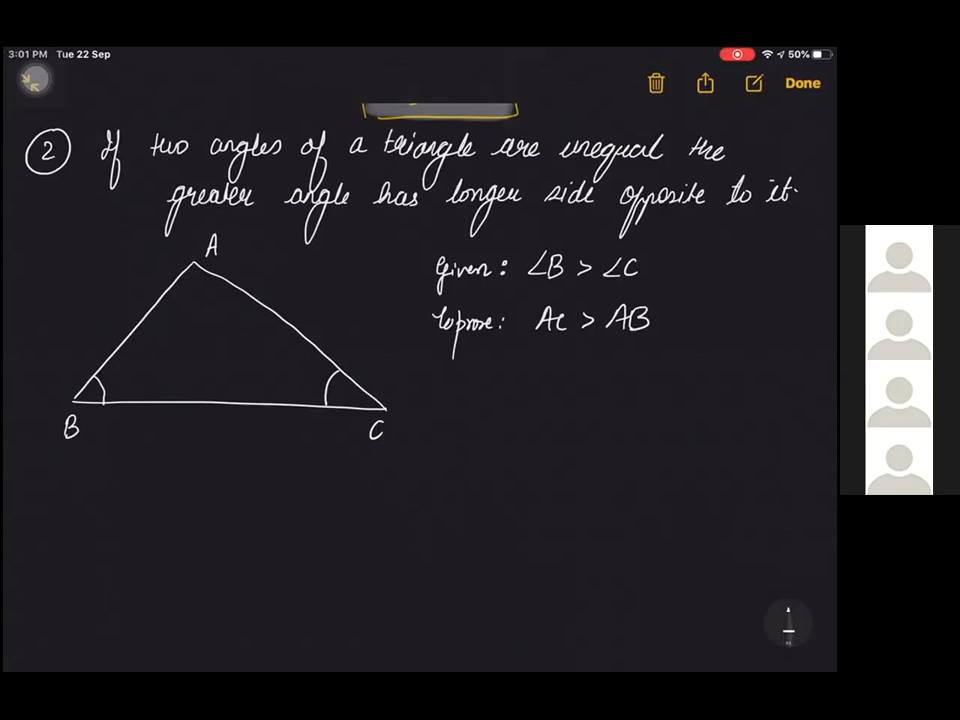 3:01 PM Tue 22 Sep
50%
Done
2 If two angles of a triangle are unequal the
greater angle has longer side opposite to it.
A
Given: ∠B > ∠C
To prove: AC > AB
B
C